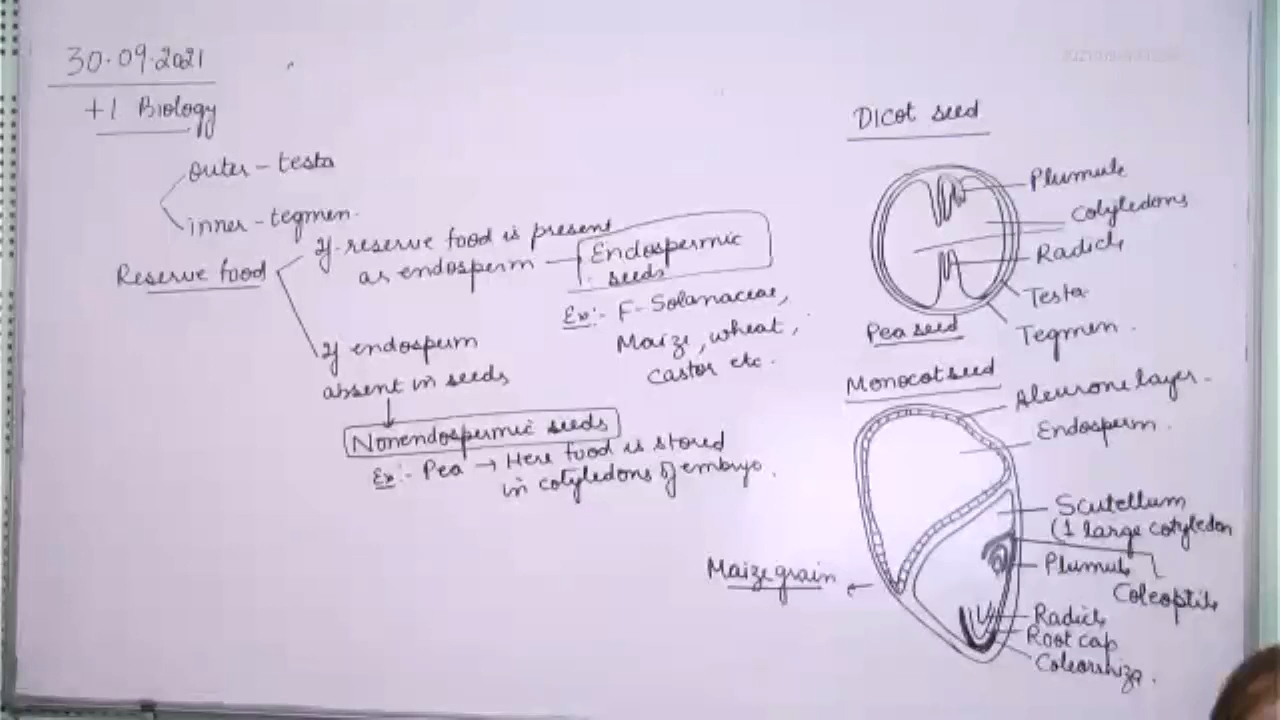 30.09.2021
+1 Biology
outer - testa
inner - tegmen.
Reserve food
If reserve food is present
as endosperm
Endospermic
seeds
Ex:- F- Solanaceae,
Maize, wheat,
castor etc.
If endosperm
absent in seeds
Nonendospermic seeds
Ex:- Pea → Here food is stored
in cotyledons of embryo.
Dicot seed
Plumule
Cotyledons
Radicle
Testa
Tegmen.
Pea seed
Monocot seed
Aleurone layer.
Endosperm.
Scutellum
(1 large cotyledon
Plumule
Coleoptile
Maize grain
Radicle
Root cap
Coleorhiza.